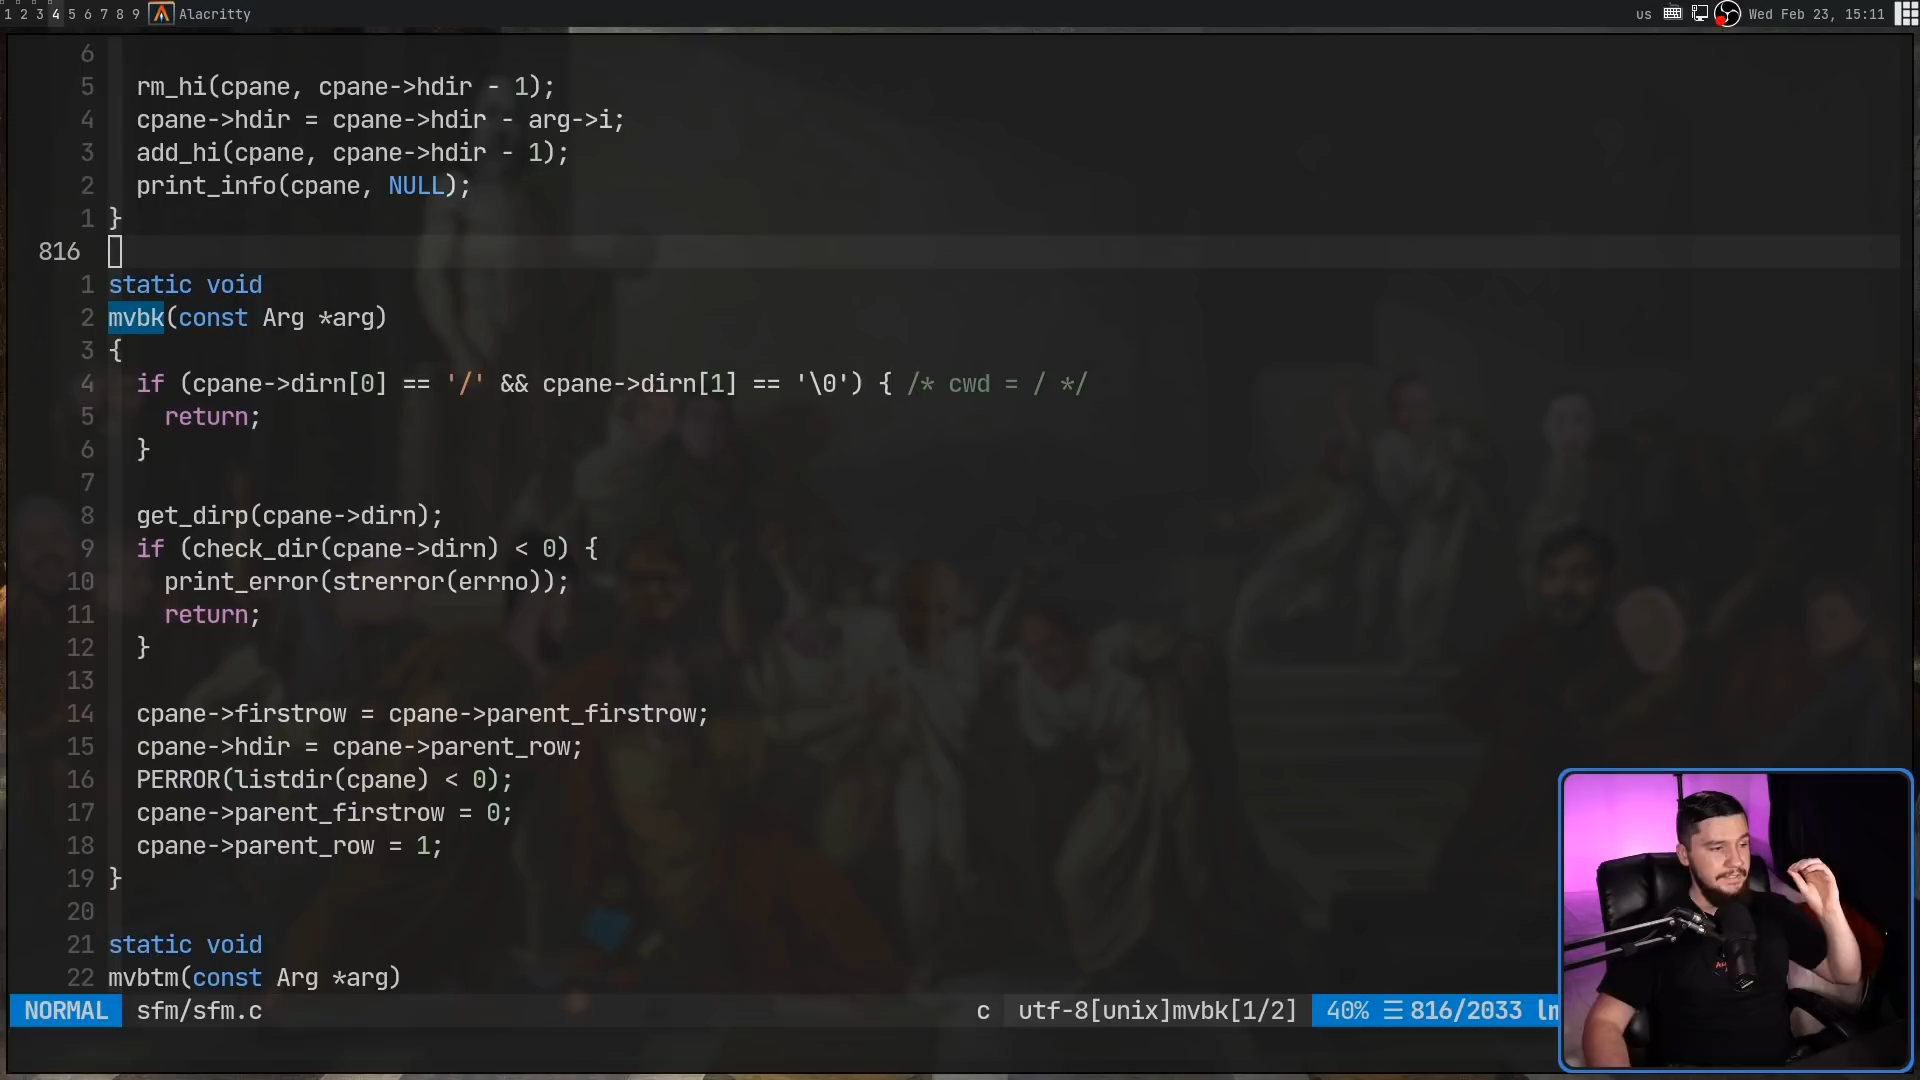 1 2 3 4 5 6 7 8 9 Alacritty us Wed Feb 23, 15:11
6
5 rm_hi(cpane, cpane->hdir - 1);
4 cpane->hdir = cpane->hdir - arg->i;
3 add_hi(cpane, cpane->hdir - 1);
2 print_info(cpane, NULL);
1 }
816
1 static void
2 mvbk(const Arg *arg)
3 {
4 if (cpane->dirn[0] == '/' && cpane->dirn[1] == '\0') { /* cwd = / */
5 return;
6 }
7
8 get_dirp(cpane->dirn);
9 if (check_dir(cpane->dirn) < 0) {
10 print_error(strerror(errno));
11 return;
12 }
13
14 cpane->firstrow = cpane->parent_firstrow;
15 cpane->hdir = cpane->parent_row;
16 PERROR(listdir(cpane) < 0);
17 cpane->parent_firstrow = 0;
18 cpane->parent_row = 1;
19 }
20
21 static void
22 mvbtm(const Arg *arg)
NORMAL sfm/sfm.c c utf-8[unix]mvbk[1/2] 40% ☰ 816/2033 ln